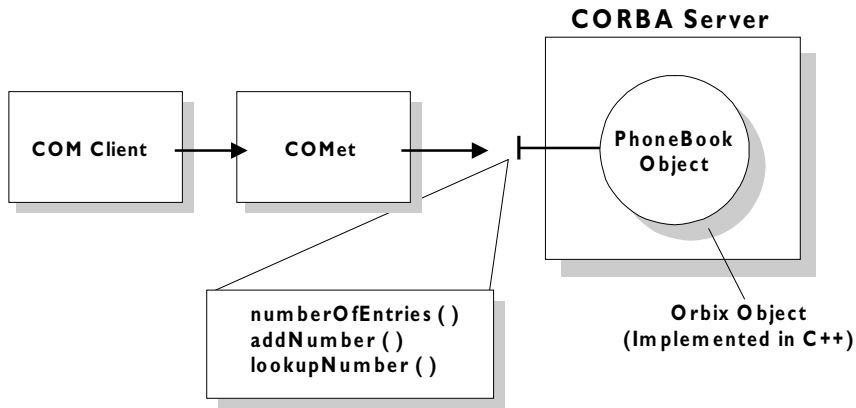 CORBA Server
COM Client
COMet
PhoneBook
Object
numberOfEntries ( )
addNumber ( )
lookupNumber ( )
Orbix Object
(Implemented in C++)